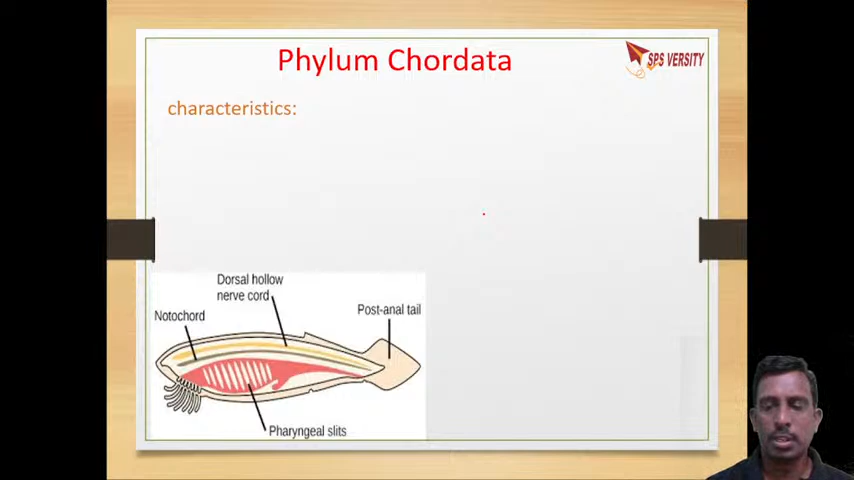 Phylum Chordata
SPS VERSITY
characteristics:
Dorsal hollow
nerve cord
Notochord
Post-anal tail
Pharyngeal slits